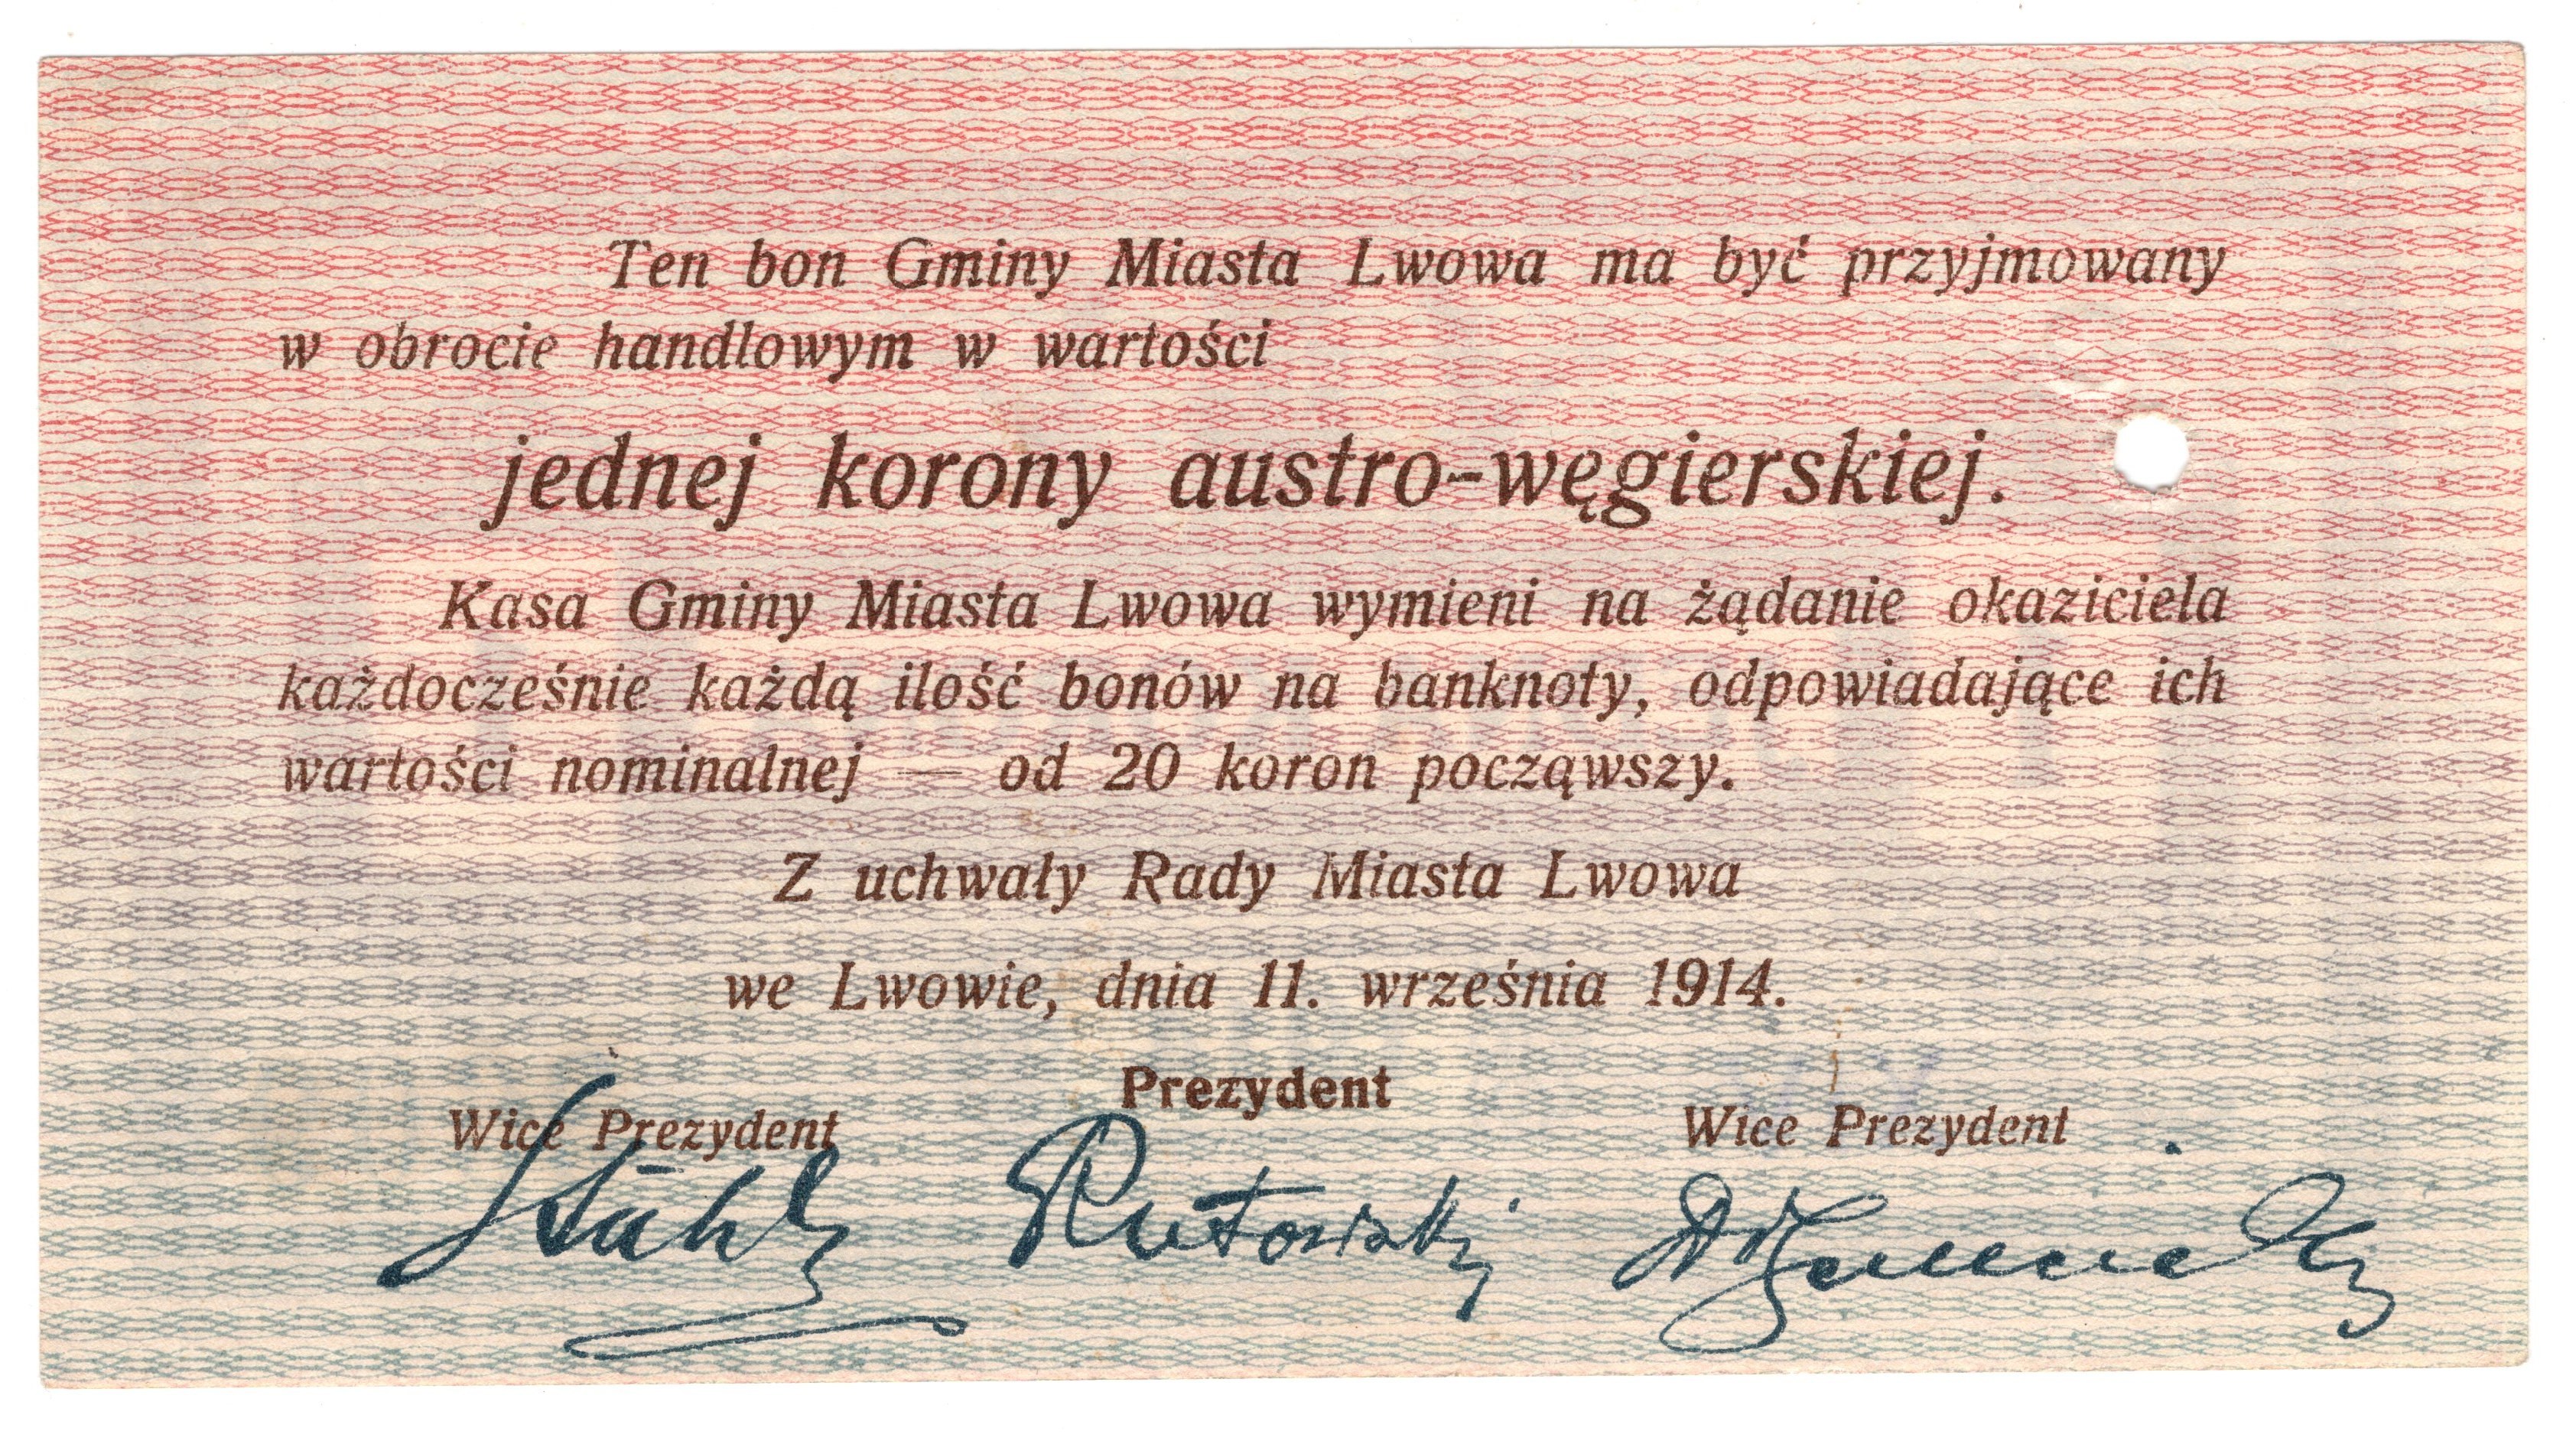 Ten bon Gminy Miasta Lwowa ma być przyjmowany
w obrocie handlowym w wartości
jednej korony austro-węgierskiej.
Kasa Gminy Miasta Lwowa wymieni na żądanie okaziciela
każdocześnie każdą ilość bonów na banknoty, odpowiadające ich
wartości nominalnej — od 20 koron począwszy.
Z uchwały Rady Miasta Lwowa
we Lwowie, dnia 11. września 1914.
Prezydent
Wice Prezydent Wice Prezydent
Stahl Rutowski